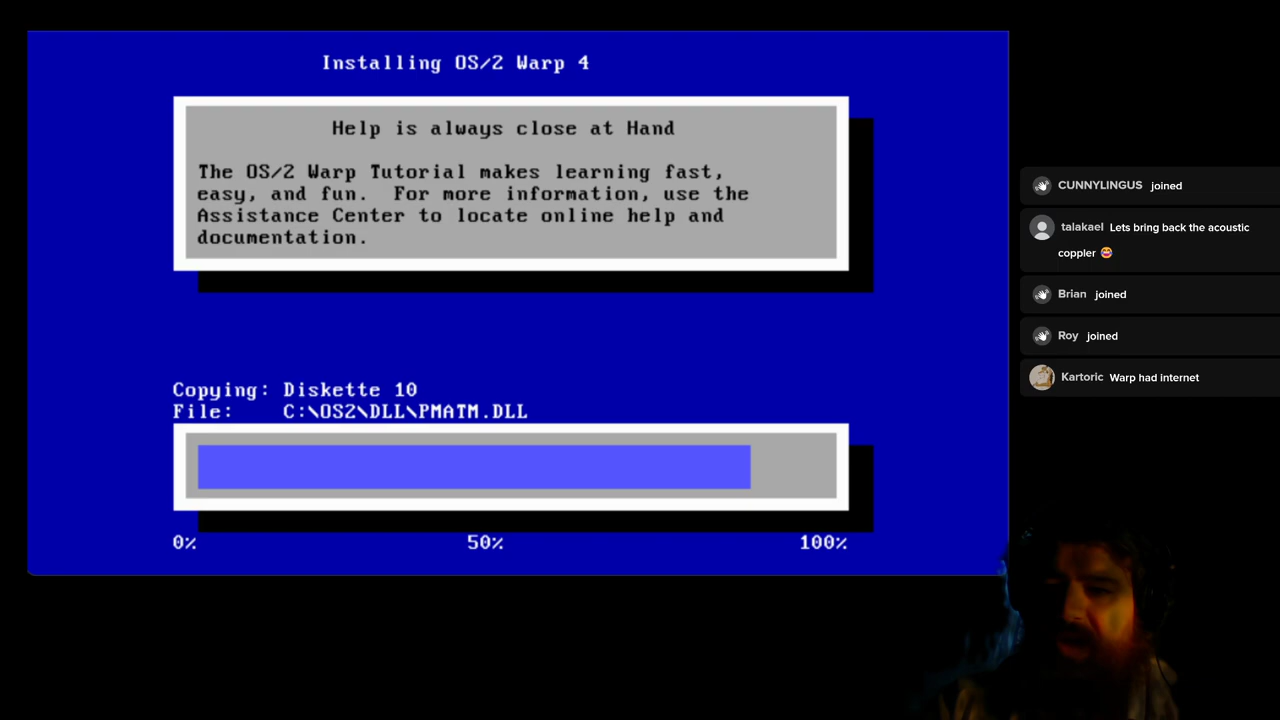 Installing OS/2 Warp 4
Help is always close at Hand
The OS/2 Warp Tutorial makes learning fast,
easy, and fun.  For more information, use the
Assistance Center to locate online help and
documentation.
Copying: Diskette 10
File:    C:\OS2\DLL\PMATM.DLL
0% 50% 100%
CUNNYLINGUS joined
talakael Lets bring back the acoustic
coppler 😂
Brian joined
Roy joined
Kartoric Warp had internet